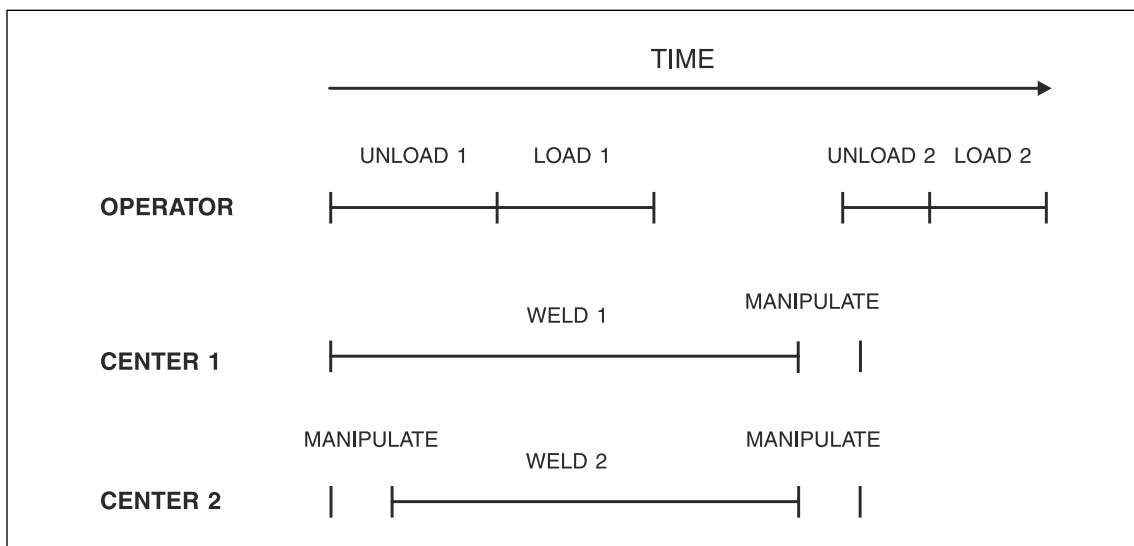 TIME
UNLOAD 1 LOAD 1 UNLOAD 2 LOAD 2
OPERATOR
WELD 1 MANIPULATE
CENTER 1
MANIPULATE WELD 2 MANIPULATE
CENTER 2